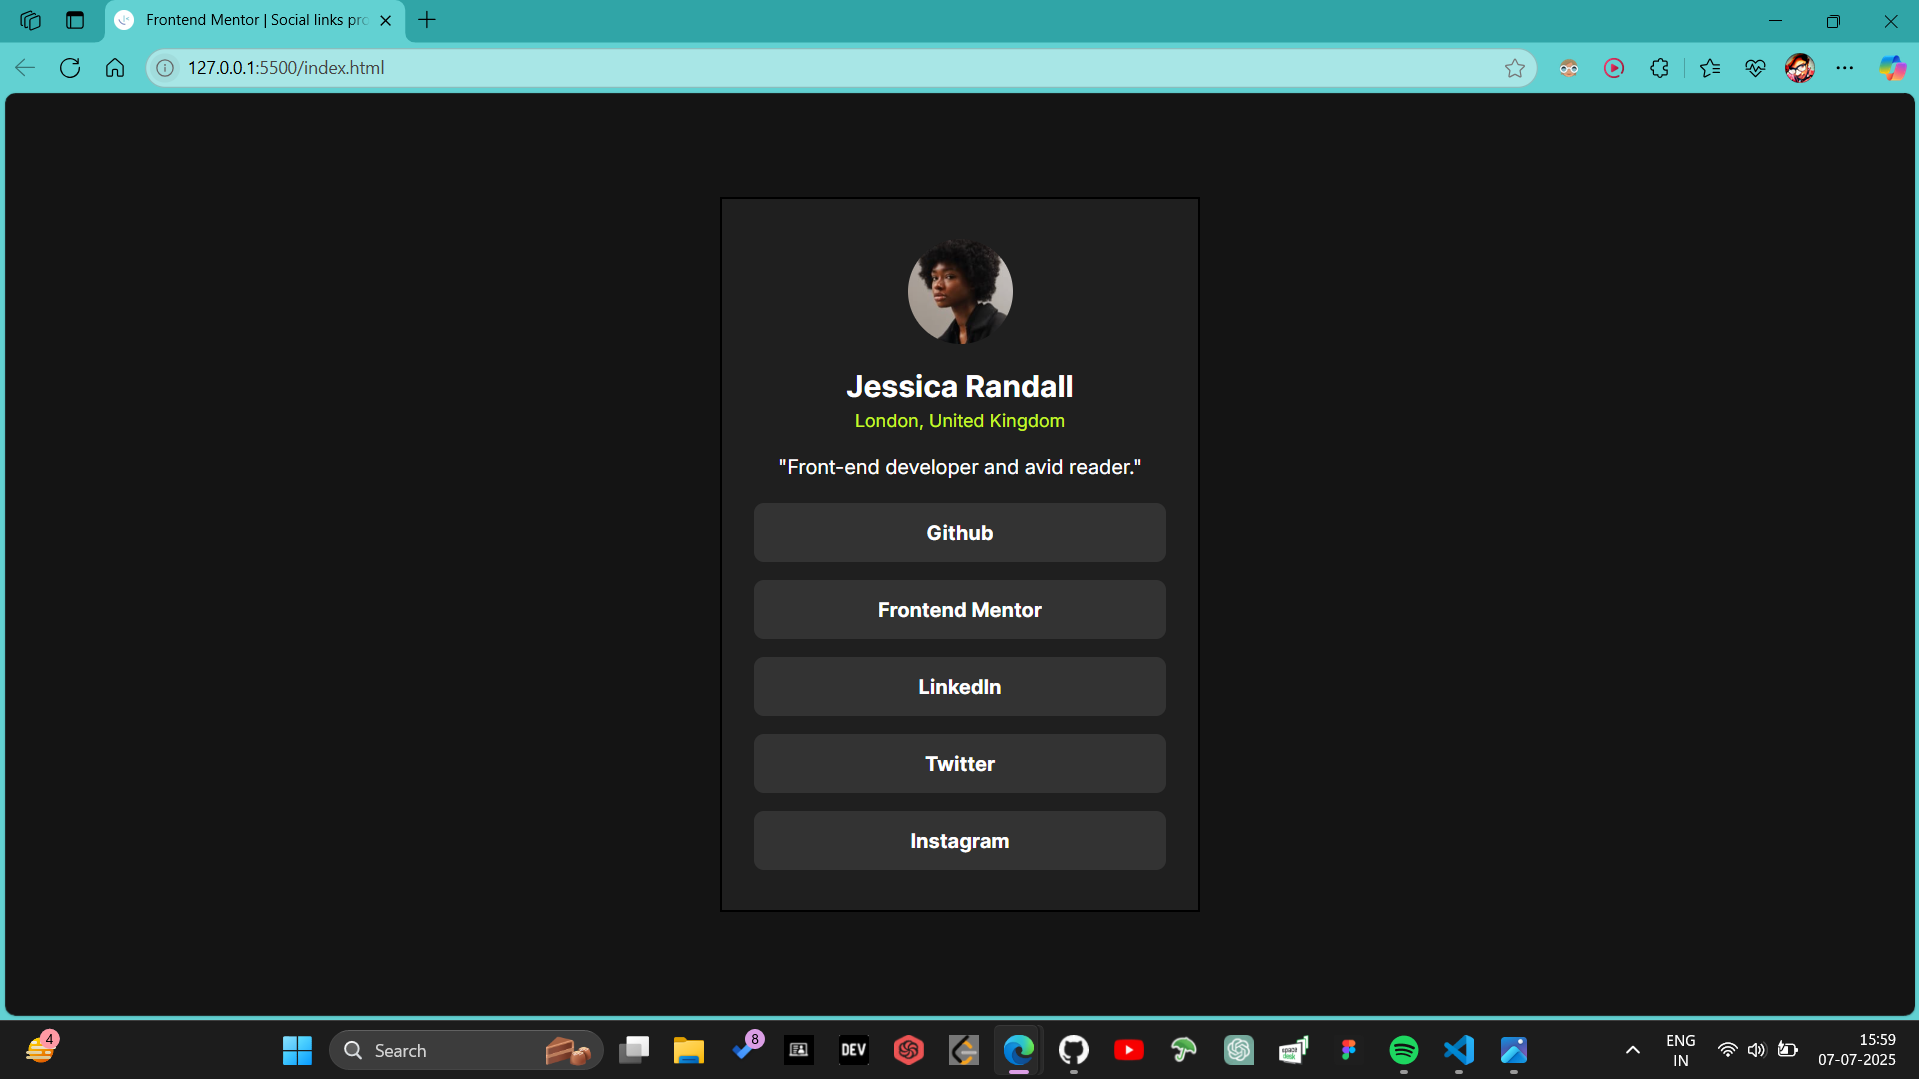 Frontend Mentor | Social links pro
127.0.0.1:5500/index.html
Jessica Randall
London, United Kingdom
"Front-end developer and avid reader."
Github
Frontend Mentor
LinkedIn
Twitter
Instagram
4
Search
8
DEV
space
desk
ENG
IN
15:59
07-07-2025